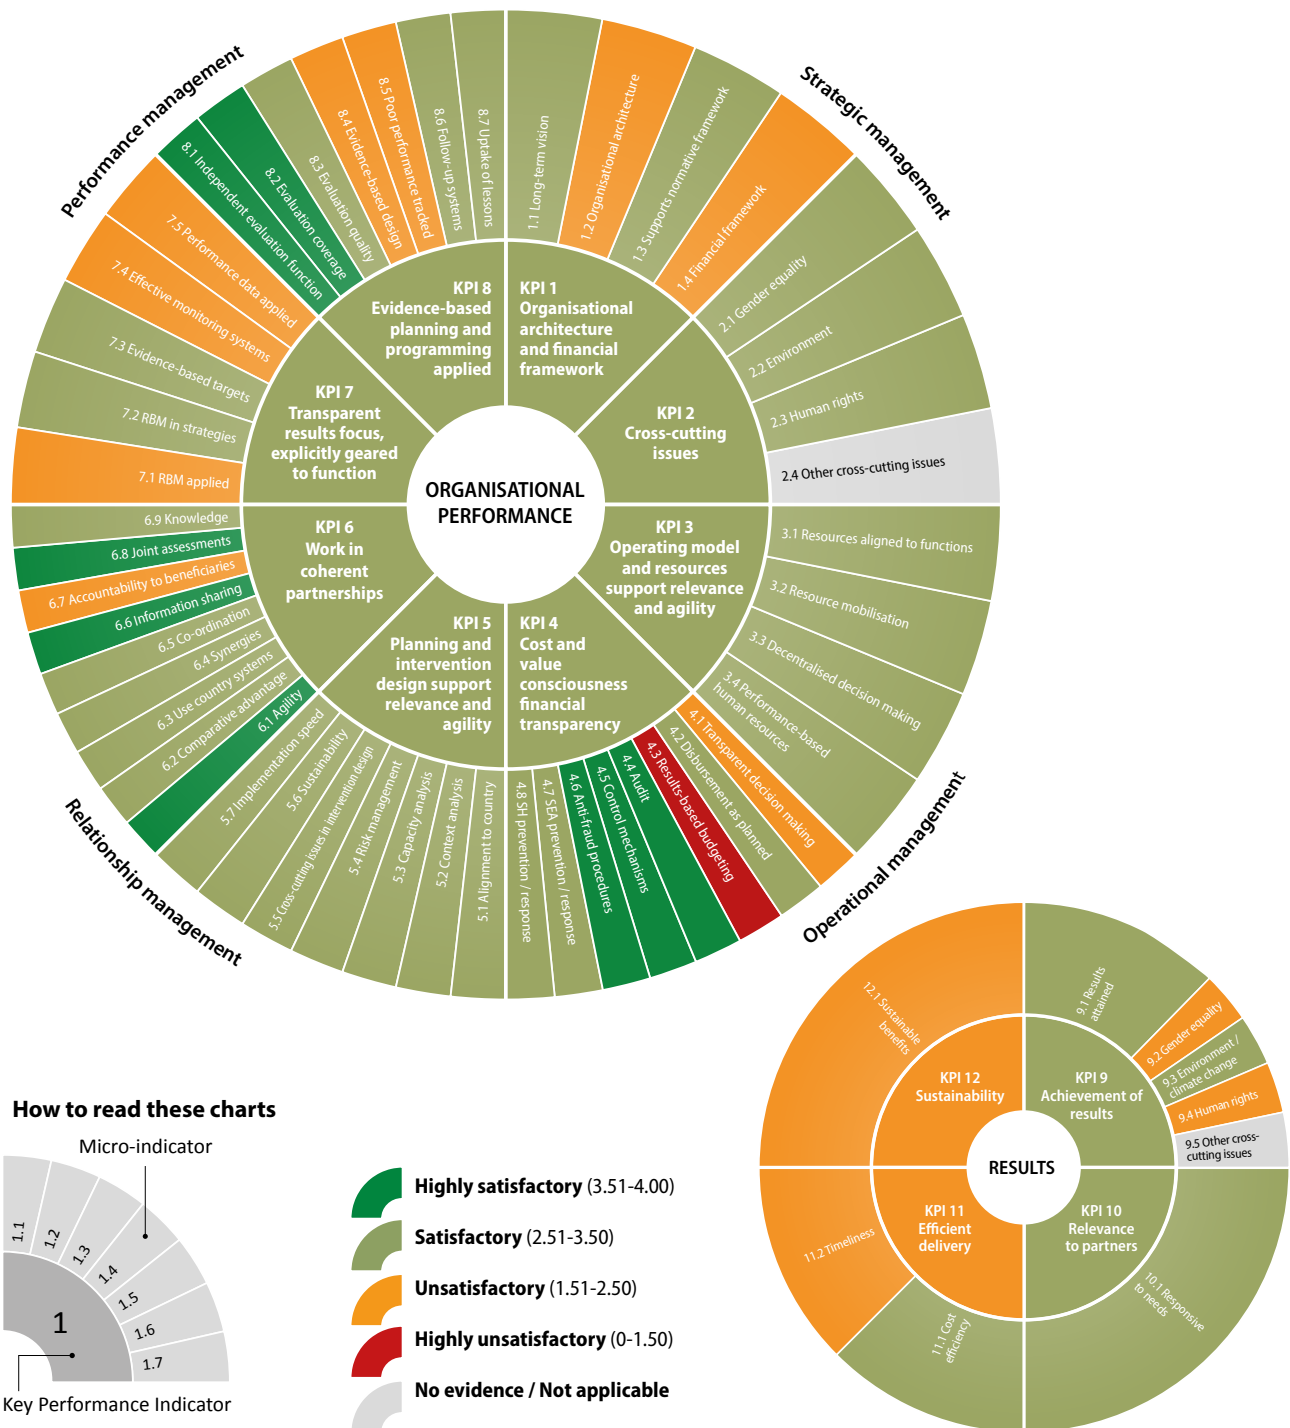 Performance management
Strategic management
Operational management
Relationship management
ORGANISATIONAL
PERFORMANCE
KPI 1
Organisational
architecture
and financial
framework
1.1 Long-term vision
1.2 Organisational architecture
1.3 Supports normative framework
1.4 Financial framework
KPI 2
Cross-cutting
issues
2.1 Gender equality
2.2 Environment
2.3 Human rights
2.4 Other cross-cutting issues
KPI 3
Operating model
and resources
support relevance
and agility
3.1 Resources aligned to functions
3.2 Resource mobilisation
3.3 Decentralised decision making
3.4 Performance-based
human resources
KPI 4
Cost and
value
consciousness
financial
transparency
4.1 Transparent decision making
4.2 Disbursement as planned
4.3 Results-based budgeting
4.4 Audit
4.5 Control mechanisms
4.6 Anti-fraud procedures
4.7 SEA prevention / response
4.8 SH prevention / response
KPI 5
Planning and
intervention
design support
relevance and
agility
5.1 Alignment to country
5.2 Context analysis
5.3 Capacity analysis
5.4 Risk management
5.5 Cross-cutting issues in intervention design
5.6 Sustainability
5.7 Implementation speed
KPI 6
Work in
coherent
partnerships
6.1 Agility
6.2 Comparative advantage
6.3 Use country systems
6.4 Synergies
6.5 Co-ordination
6.6 Information sharing
6.7 Accountability to beneficiaries
6.8 Joint assessments
6.9 Knowledge
KPI 7
Transparent
results focus,
explicitly geared
to function
7.1 RBM applied
7.2 RBM in strategies
7.3 Evidence-based targets
7.4 Effective monitoring systems
7.5 Performance data applied
KPI 8
Evidence-based
planning and
programming
applied
8.1 Independent evaluation function
8.2 Evaluation coverage
8.3 Evaluation quality
8.4 Evidence-based design
8.5 Poor performance tracked
8.6 Follow-up systems
8.7 Uptake of lessons
RESULTS
KPI 9
Achievement of
results
9.1 Results
attained
9.2 Gender equality
9.3 Environment /
climate change
9.4 Human rights
9.5 Other cross-
cutting issues
KPI 10
Relevance
to partners
10.1 Responsive
to needs
KPI 11
Efficient
delivery
11.1 Cost
efficiency
11.2 Timeliness
KPI 12
Sustainability
12.1 Sustainable
benefits
How to read these charts
Micro-indicator
1.1
1.2
1.3
1.4
1.5
1.6
1.7
1
Key Performance Indicator
Highly satisfactory (3.51-4.00)
Satisfactory (2.51-3.50)
Unsatisfactory (1.51-2.50)
Highly unsatisfactory (0-1.50)
No evidence / Not applicable